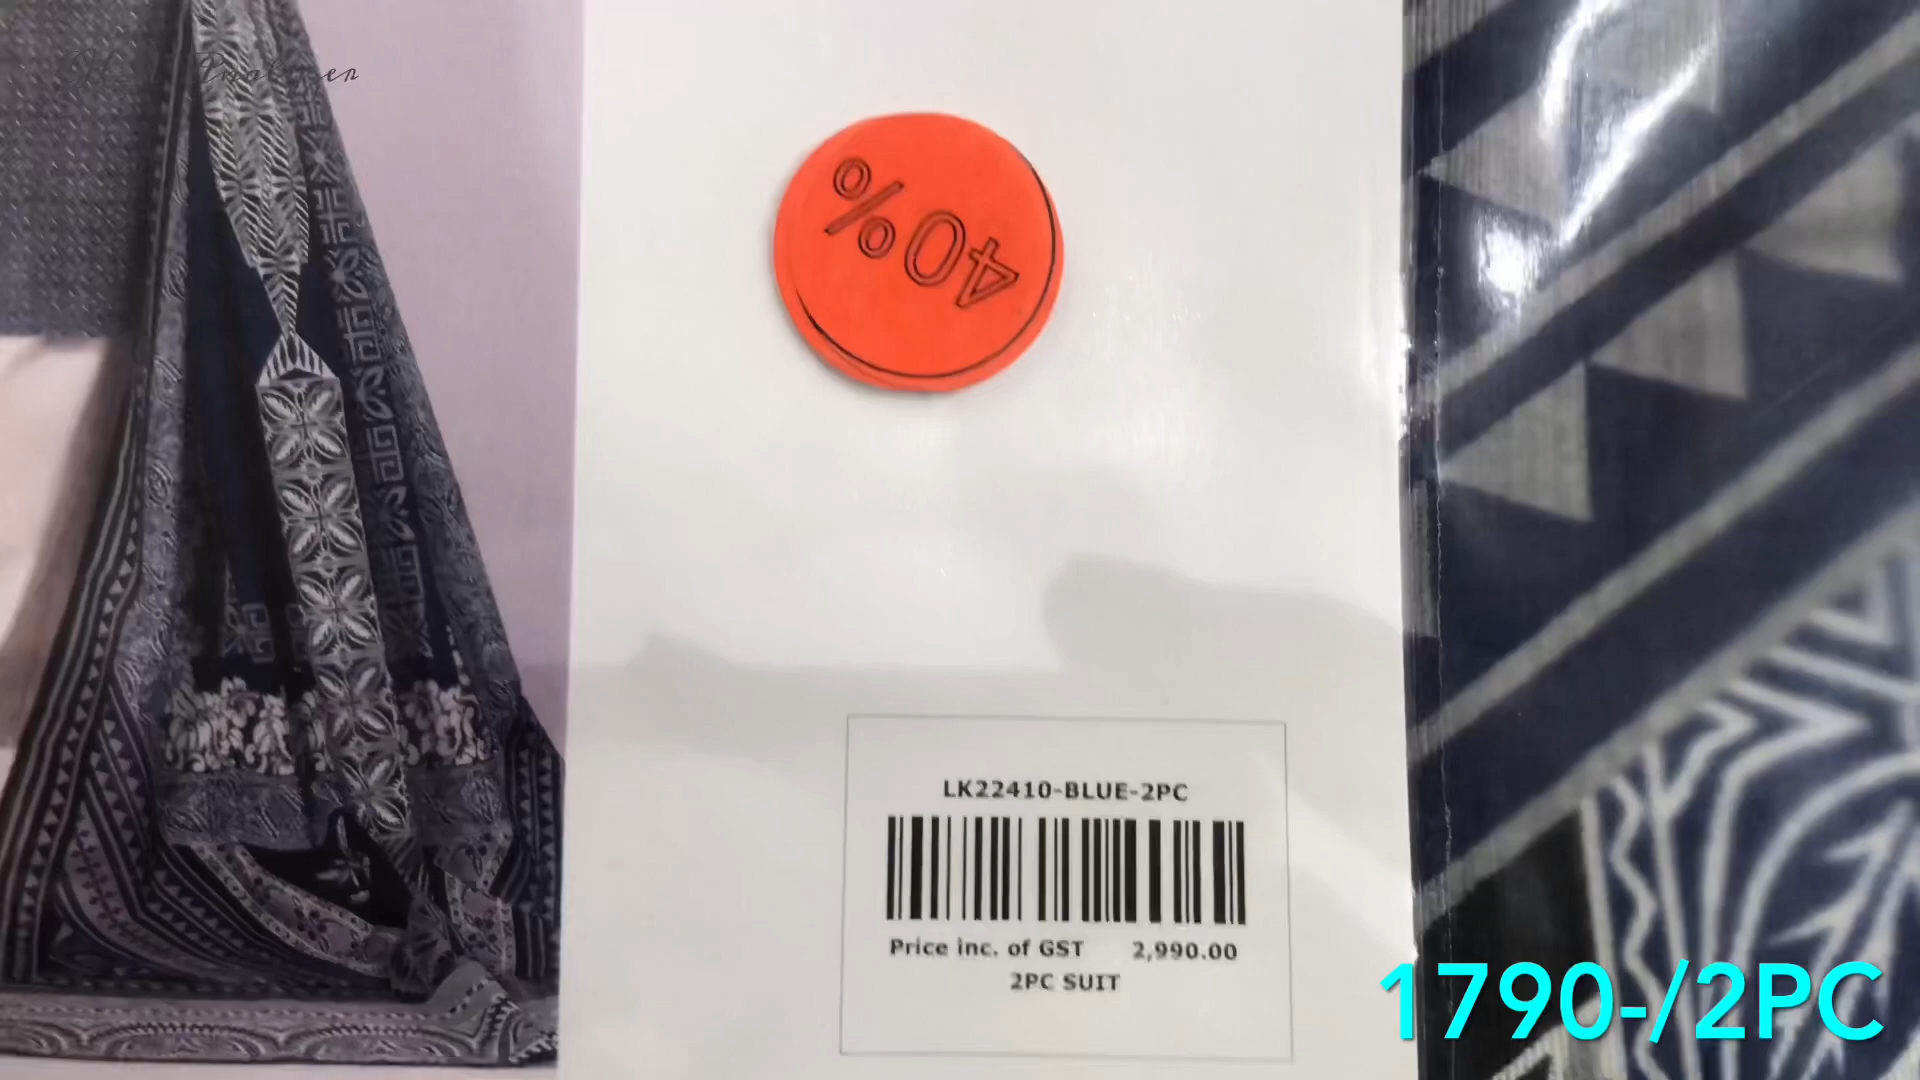 40%
LK22410-BLUE-2PC
Price inc. of GST 2,990.00
2PC SUIT
1790-/2PC